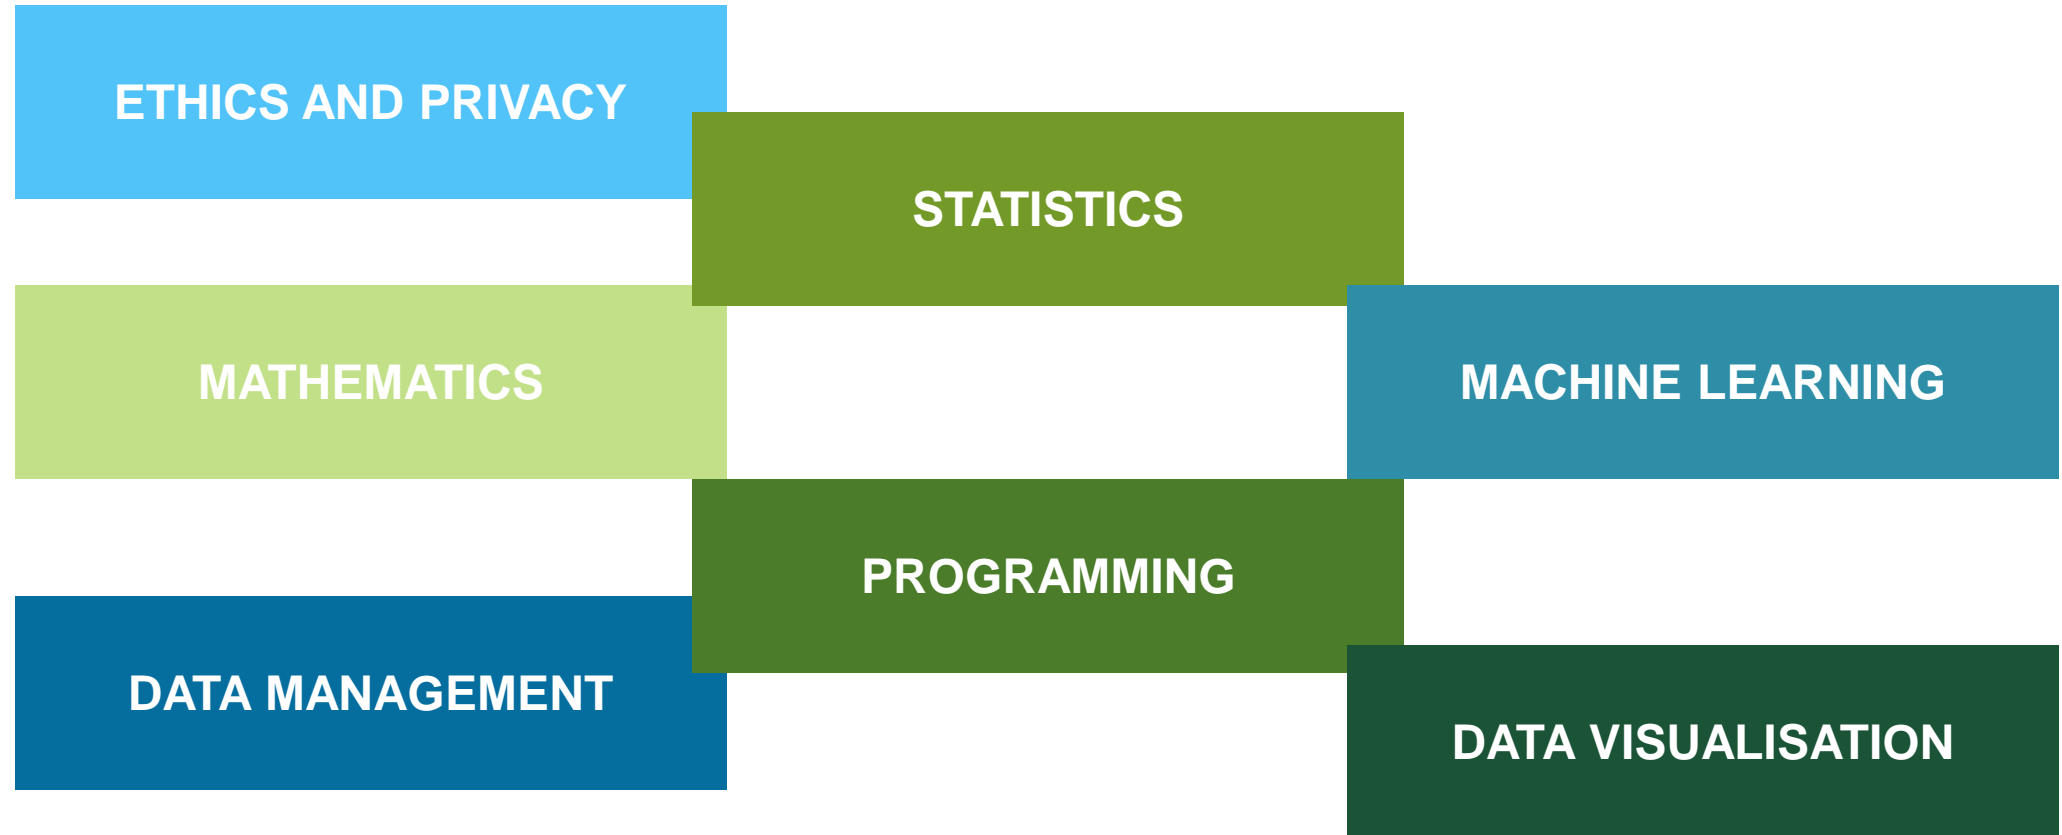 ETHICS AND PRIVACY
STATISTICS
MATHEMATICS
MACHINE LEARNING
PROGRAMMING
DATA MANAGEMENT
DATA VISUALISATION